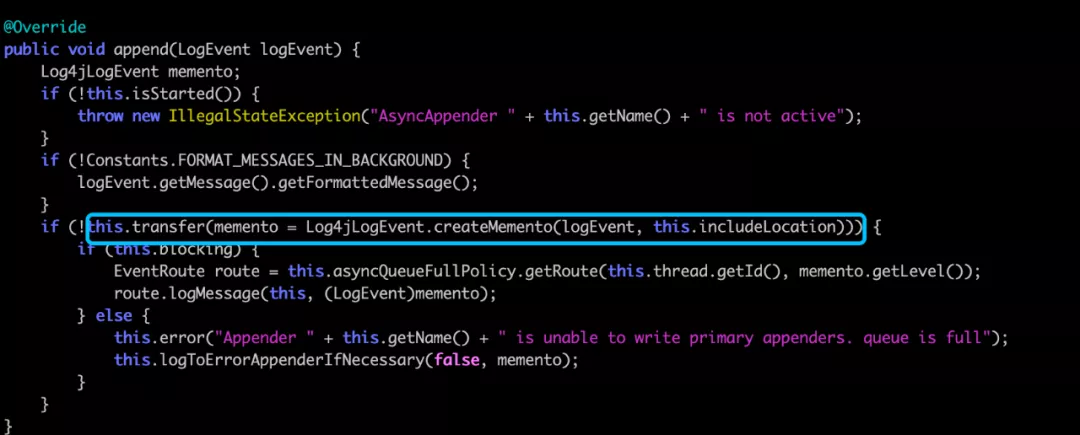 @Override
public void append(LogEvent logEvent) {
    Log4jLogEvent memento;
    if (!this.isStarted()) {
        throw new IllegalStateException("AsyncAppender " + this.getName() + " is not active");
    }
    if (!Constants.FORMAT_MESSAGES_IN_BACKGROUND) {
        logEvent.getMessage().getFormattedMessage();
    }
    if (!this.transfer(memento = Log4jLogEvent.createMemento(logEvent, this.includeLocation))) {
        if (this.blocking) {
            EventRoute route = this.asyncQueueFullPolicy.getRoute(this.thread.getId(), memento.getLevel());
            route.logMessage(this, (LogEvent)memento);
        } else {
            this.error("Appender " + this.getName() + " is unable to write primary appenders. queue is full");
            this.logToErrorAppenderIfNecessary(false, memento);
        }
    }
}